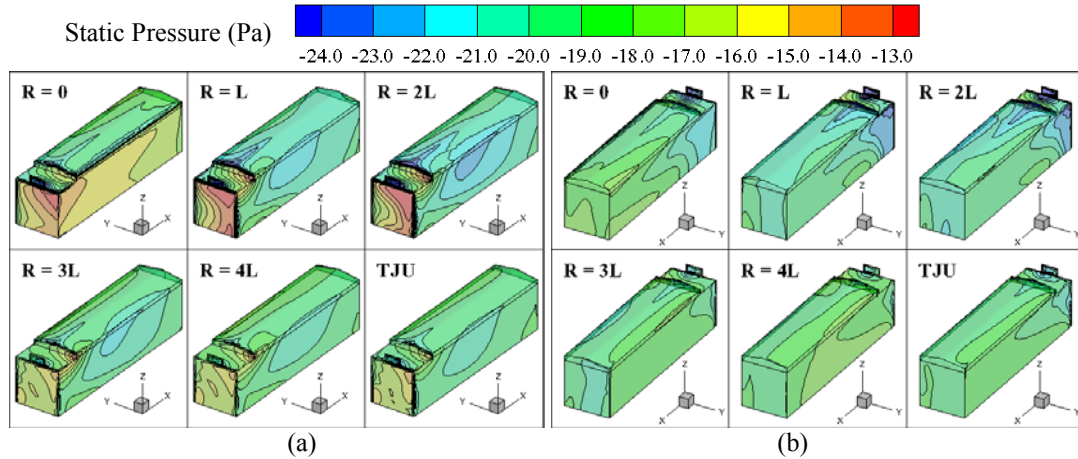 Static Pressure (Pa)
-24.0 -23.0 -22.0 -21.0 -20.0 -19.0 -18.0 -17.0 -16.0 -15.0 -14.0 -13.0
R = 0 R = L R = 2L R = 0 R = L R = 2L
Z Z Z Z Z Z
Y X Y X Y X X Y X Y X Y
R = 3L R = 4L TJU R = 3L R = 4L TJU
Z Z Z Z Z Z
Y X Y X Y X X Y X Y X Y
(a) (b)